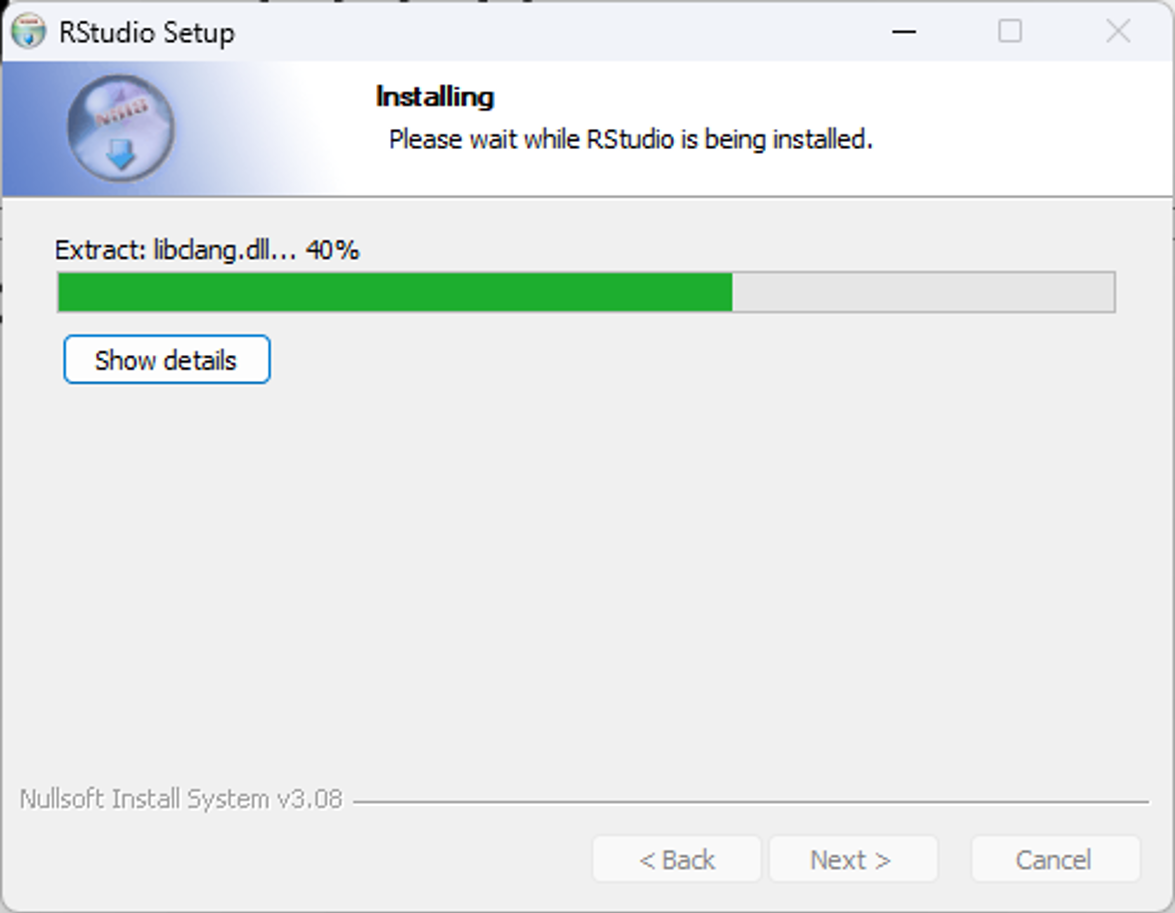 RStudio Setup
Installing
Please wait while RStudio is being installed.
Extract: libclang.dll... 40%
Show details
Nullsoft Install System v3.08
< Back
Next >
Cancel